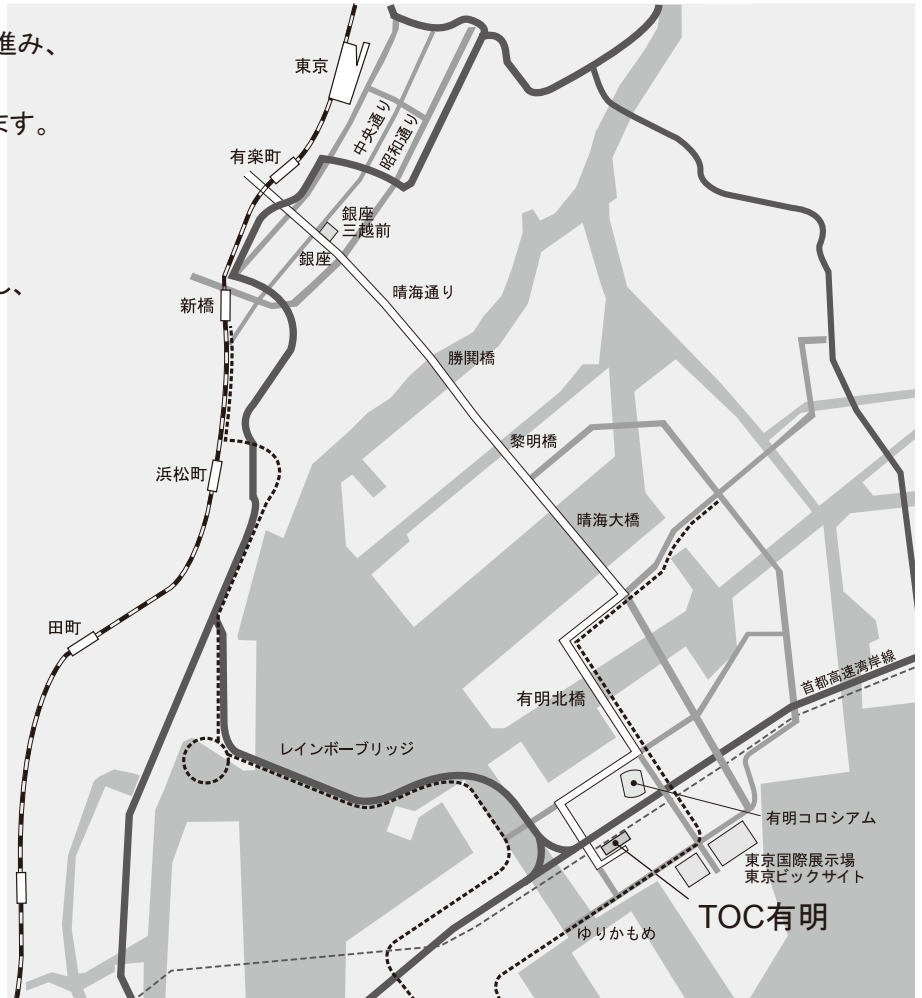 進み、
ます。
し、
東京
中央通り
昭和通り
有楽町
銀座
三越前
銀座
晴海通り
新橋
勝鬨橋
黎明橋
浜松町
晴海大橋
田町
首都高速湾岸線
有明北橋
レインボーブリッジ
有明コロシアム
東京国際展示場
東京ビックサイト
TOC有明
ゆりかもめ